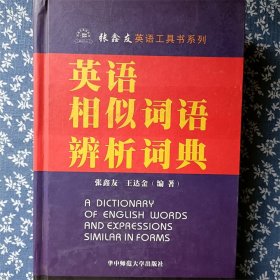 张鑫友英语工具书系列
英语
相似词语
辨析词典
张鑫友 王达金（编著）
A DICTIONARY
OF ENGLISH WORDS
AND EXPRESSIONS
SIMILAR IN FORMS
华中师范大学出版社